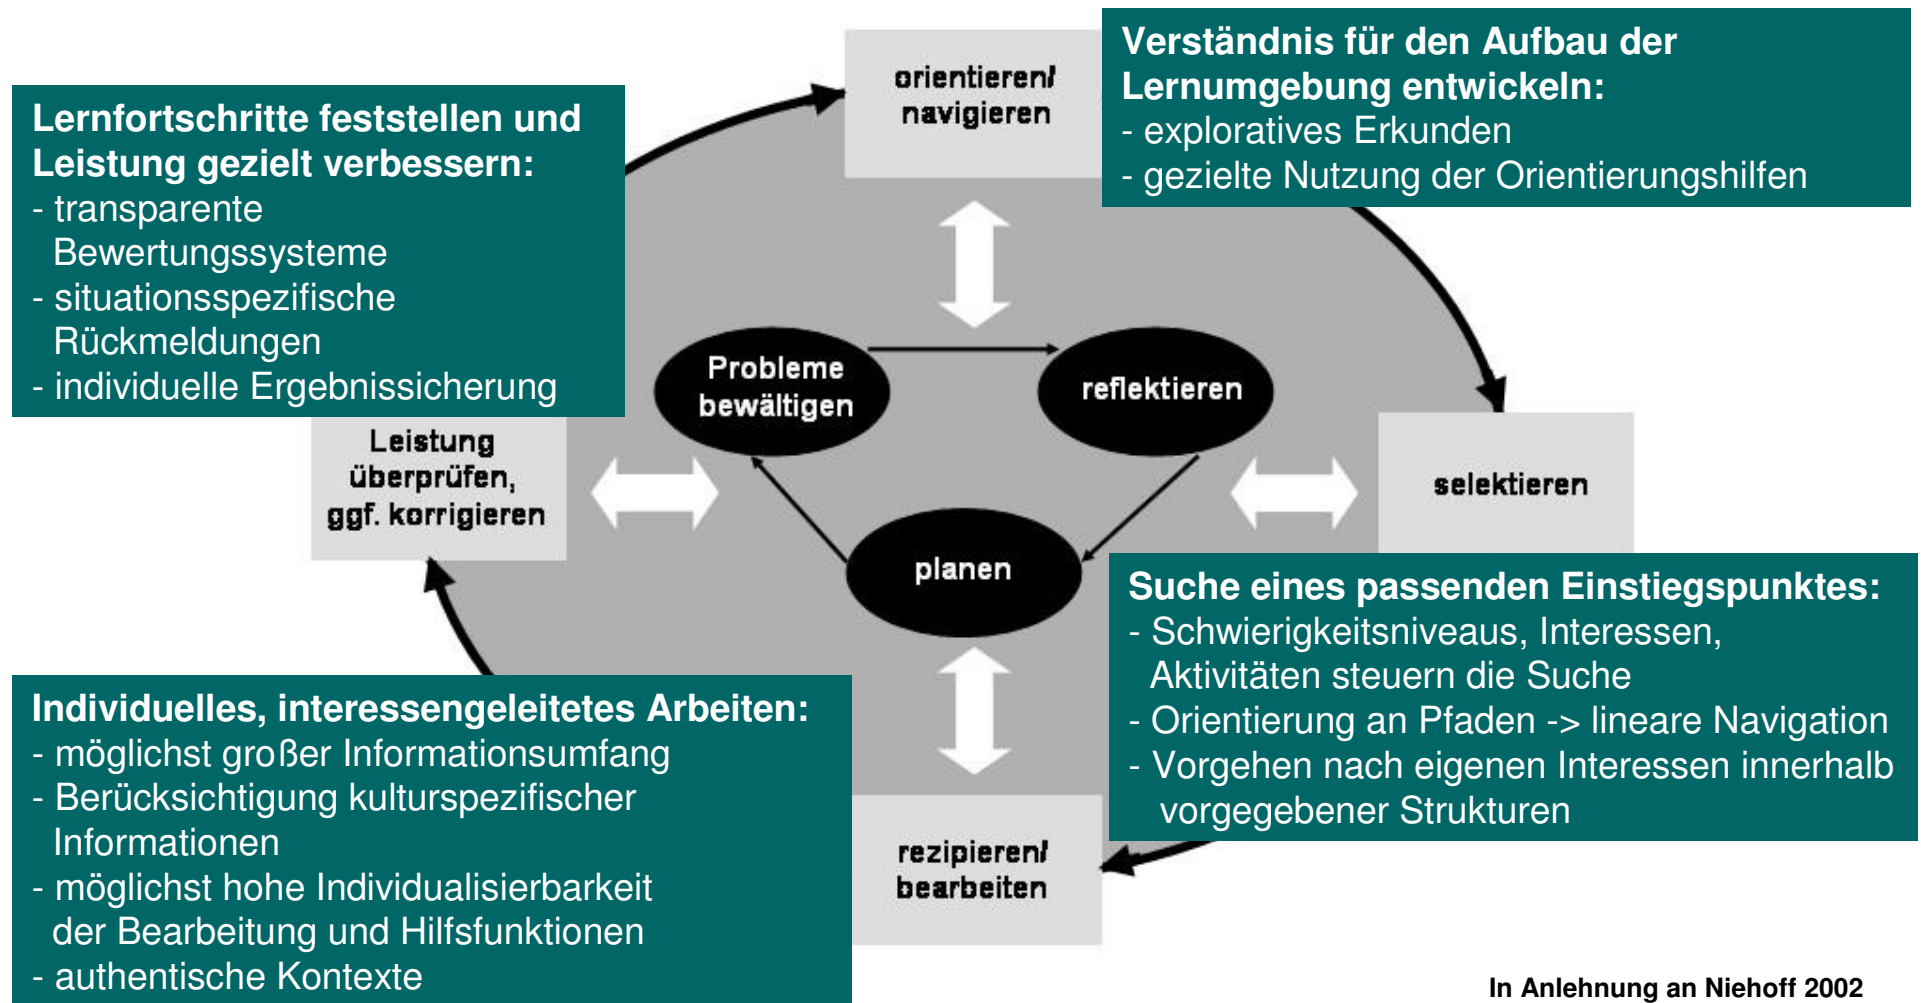 orientieren/
navigieren
Verständnis für den Aufbau der
Lernumgebung entwickeln:
- exploratives Erkunden
- gezielte Nutzung der Orientierungshilfen
Lernfortschritte feststellen und
Leistung gezielt verbessern:
- transparente
Bewertungssysteme
- situationsspezifische
Rückmeldungen
- individuelle Ergebnissicherung
Probleme
bewältigen
reflektieren
planen
Leistung
überprüfen,
ggf. korrigieren
selektieren
Suche eines passenden Einstiegspunktes:
- Schwierigkeitsniveaus, Interessen,
Aktivitäten steuern die Suche
- Orientierung an Pfaden -> lineare Navigation
- Vorgehen nach eigenen Interessen innerhalb
vorgegebener Strukturen
Individuelles, interessengeleitetes Arbeiten:
- möglichst großer Informationsumfang
- Berücksichtigung kulturspezifischer
Informationen
- möglichst hohe Individualisierbarkeit
der Bearbeitung und Hilfsfunktionen
- authentische Kontexte
rezipieren/
bearbeiten
In Anlehnung an Niehoff 2002